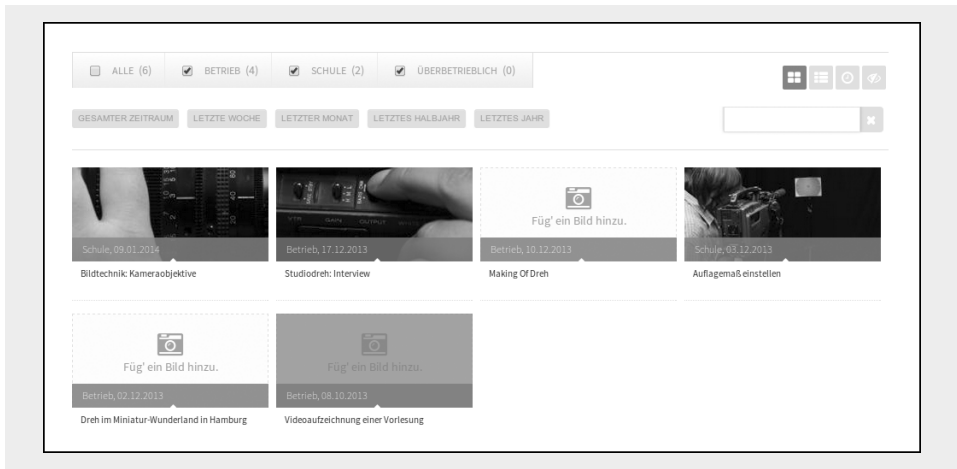 ALLE (6) BETRIEB (4) SCHULE (2) ÜBERBETRIEBLICH (0)
GESAMTER ZEITRAUM LETZTE WOCHE LETZTER MONAT LETZTES HALBJAHR LETZTES JAHR
Schule, 09.01.2014
Bildtechnik: Kameraobjektive
VTR GAIN OUTPUT
Betrieb, 17.12.2013
Studiodreh: Interview
Füg' ein Bild hinzu.
Betrieb, 10.12.2013
Making Of Dreh
Schule, 03.12.2013
Auflagemaß einstellen
Füg' ein Bild hinzu.
Betrieb, 02.12.2013
Dreh im Miniatur-Wunderland in Hamburg
Füg' ein Bild hinzu.
Betrieb, 08.10.2013
Videoaufzeichnung einer Vorlesung